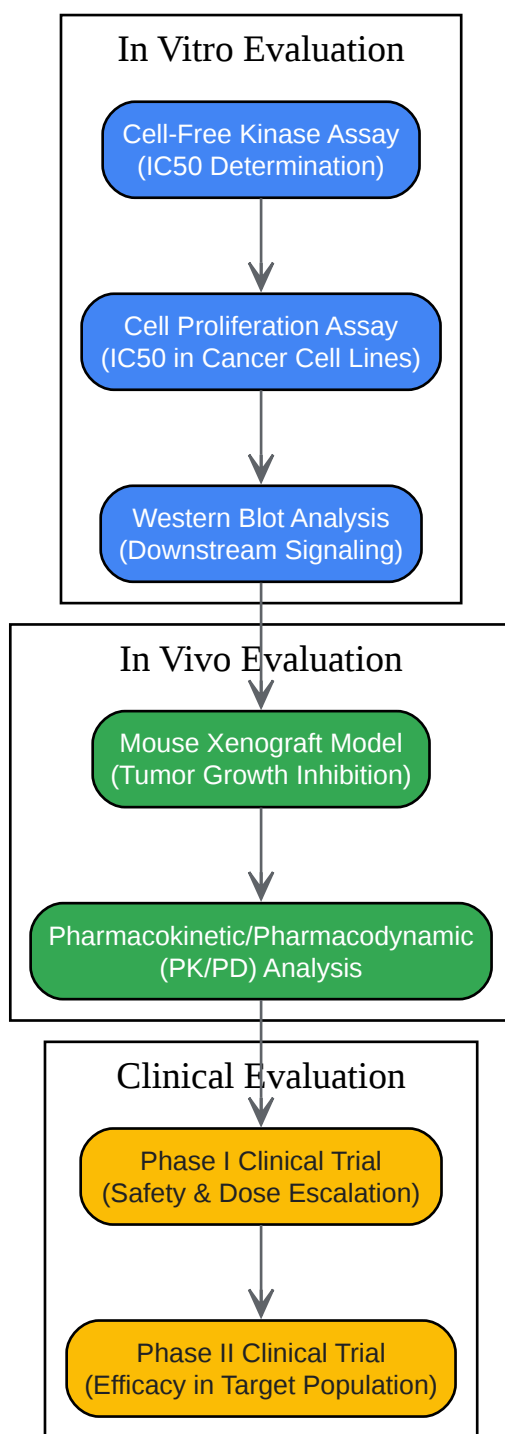 In Vitro Evaluation
Cell-Free Kinase Assay
(IC50 Determination)
Cell Proliferation Assay
(IC50 in Cancer Cell Lines)
Western Blot Analysis
(Downstream Signaling)
In Vivo Evaluation
Mouse Xenograft Model
(Tumor Growth Inhibition)
Pharmacokinetic/Pharmacodynamic
(PK/PD) Analysis
Clinical Evaluation
Phase I Clinical Trial
(Safety & Dose Escalation)
Phase II Clinical Trial
(Efficacy in Target Population)